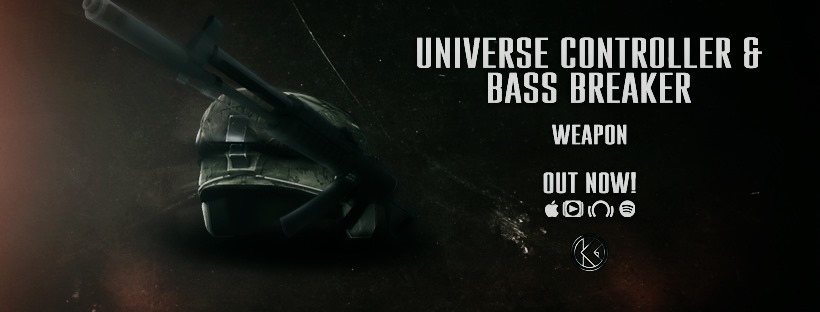 UNIVERSE CONTROLLER &
BASS BREAKER
WEAPON
OUT NOW!